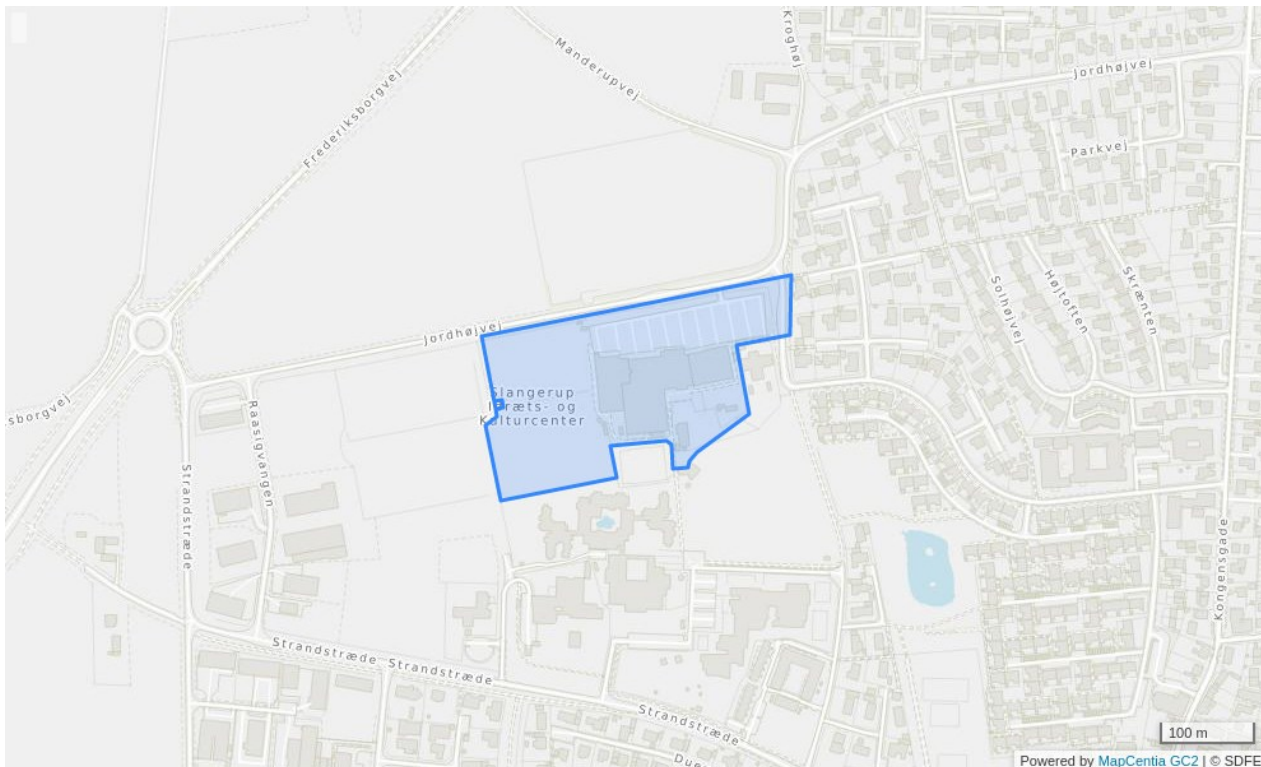 Kroghøj
Manderupvej
Jordhøjvej
Frederiksborgvej
Parkvej
Solhøjvej
Højtoften
Skrænten
Jordhøjvej
sborgvej
Slangerup
Idræts- og
Kulturcenter
Raasigvangen
Strandstræde
Kongensgade
Strandstræde
Strandstræde
Strandstræde
Due
100 m
Powered by MapCentia GC2 | © SDFE